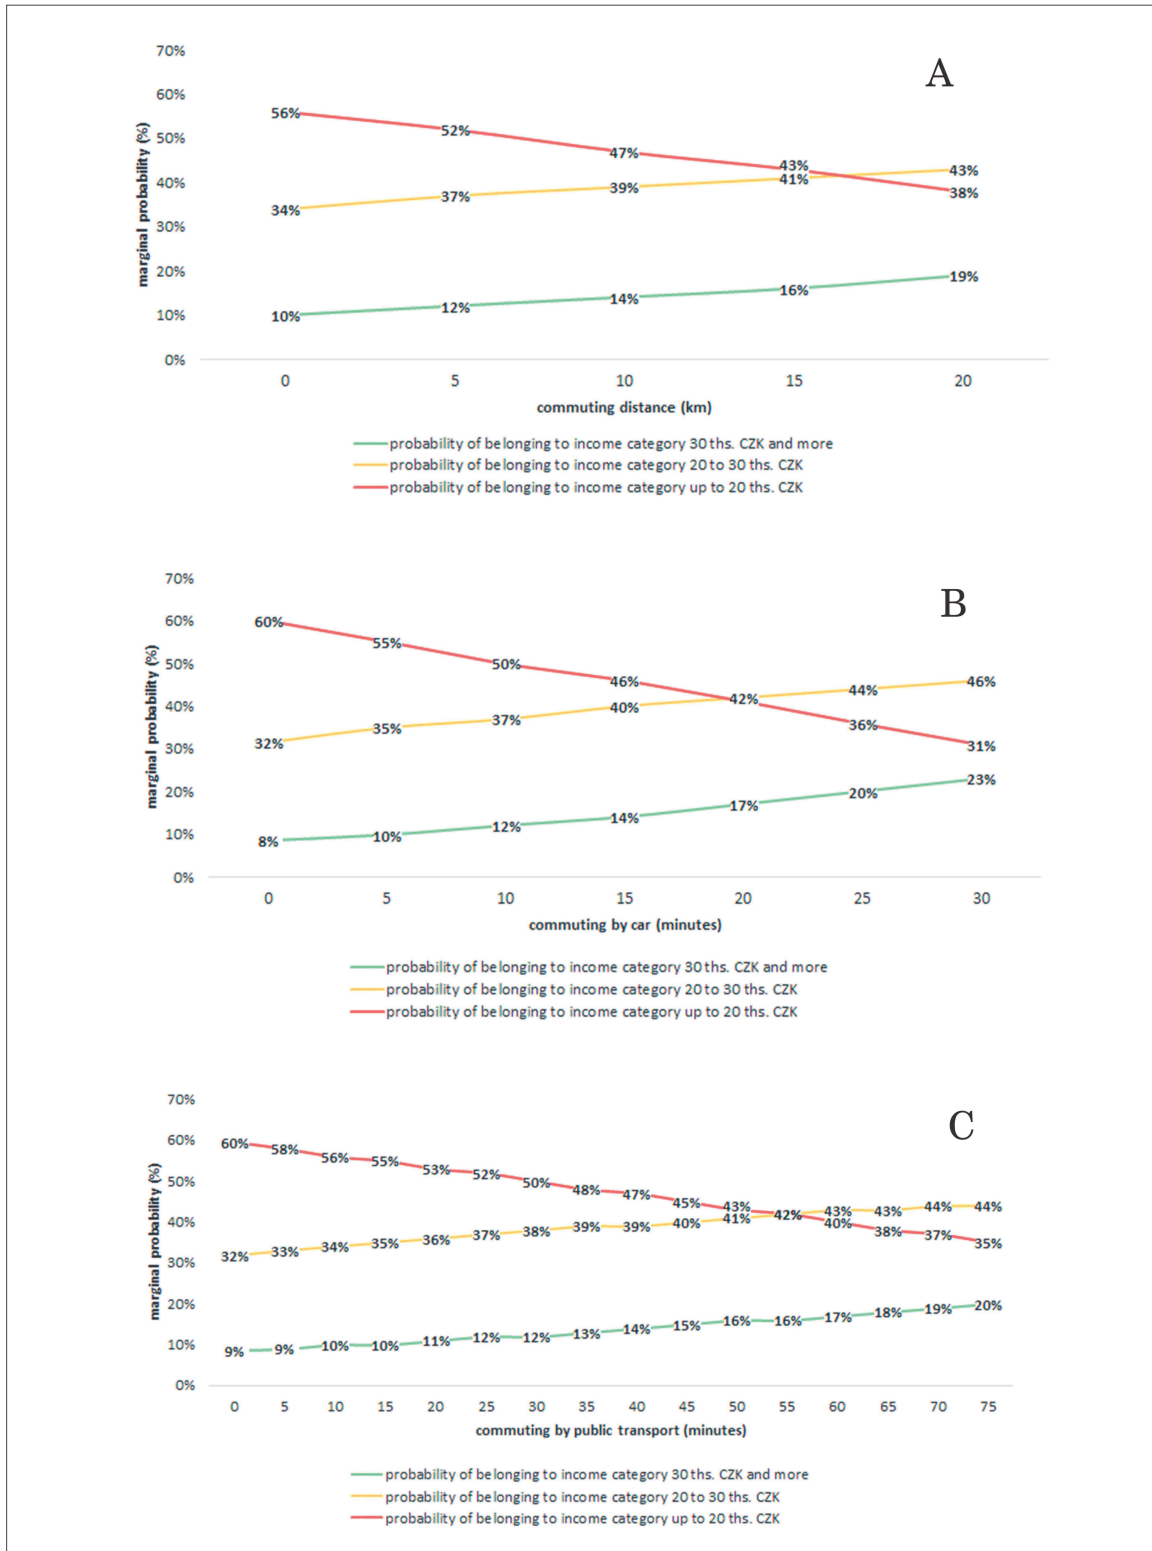 A
70%
60%
50%
40%
30%
20%
10%
0%
marginal probability (%)
56% 52% 47% 43% 38%
34% 37% 39% 41% 43%
10% 12% 14% 16% 19%
0 5 10 15 20
commuting distance (km)
probability of belonging to income category 30 ths. CZK and more
probability of belonging to income category 20 to 30 ths. CZK
probability of belonging to income category up to 20 ths. CZK
B
70%
60%
50%
40%
30%
20%
10%
0%
marginal probability (%)
60% 55% 50% 46% 42% 36% 31%
32% 35% 37% 40% 44% 46%
8% 10% 12% 14% 17% 20% 23%
0 5 10 15 20 25 30
commuting by car (minutes)
probability of belonging to income category 30 ths. CZK and more
probability of belonging to income category 20 to 30 ths. CZK
probability of belonging to income category up to 20 ths. CZK
C
70%
60%
50%
40%
30%
20%
10%
0%
marginal probability (%)
60% 58% 56% 55% 53% 52% 50% 48% 47% 45% 43% 42% 40% 38% 37% 35%
32% 33% 34% 35% 36% 37% 38% 39% 39% 40% 41% 43% 43% 44% 44%
9% 9% 10% 10% 11% 12% 12% 13% 14% 15% 16% 16% 17% 18% 19% 20%
0 5 10 15 20 25 30 35 40 45 50 55 60 65 70 75
commuting by public transport (minutes)
probability of belonging to income category 30 ths. CZK and more
probability of belonging to income category 20 to 30 ths. CZK
probability of belonging to income category up to 20 ths. CZK